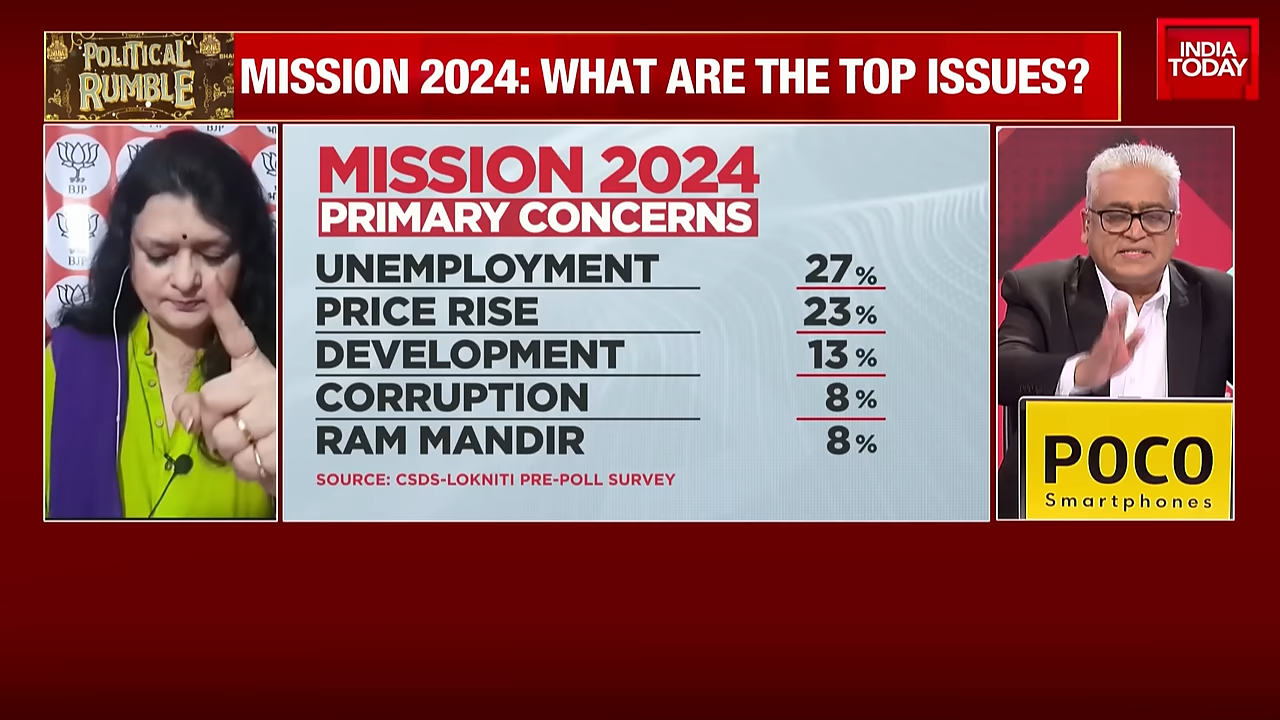 POLITICAL
RUMBLE
MISSION 2024: WHAT ARE THE TOP ISSUES?
INDIA
TODAY
BJP
MISSION 2024
PRIMARY CONCERNS
UNEMPLOYMENT 27%
PRICE RISE 23%
DEVELOPMENT 13%
CORRUPTION 8%
RAM MANDIR 8%
SOURCE: CSDS-LOKNITI PRE-POLL SURVEY
POCO
Smartphones